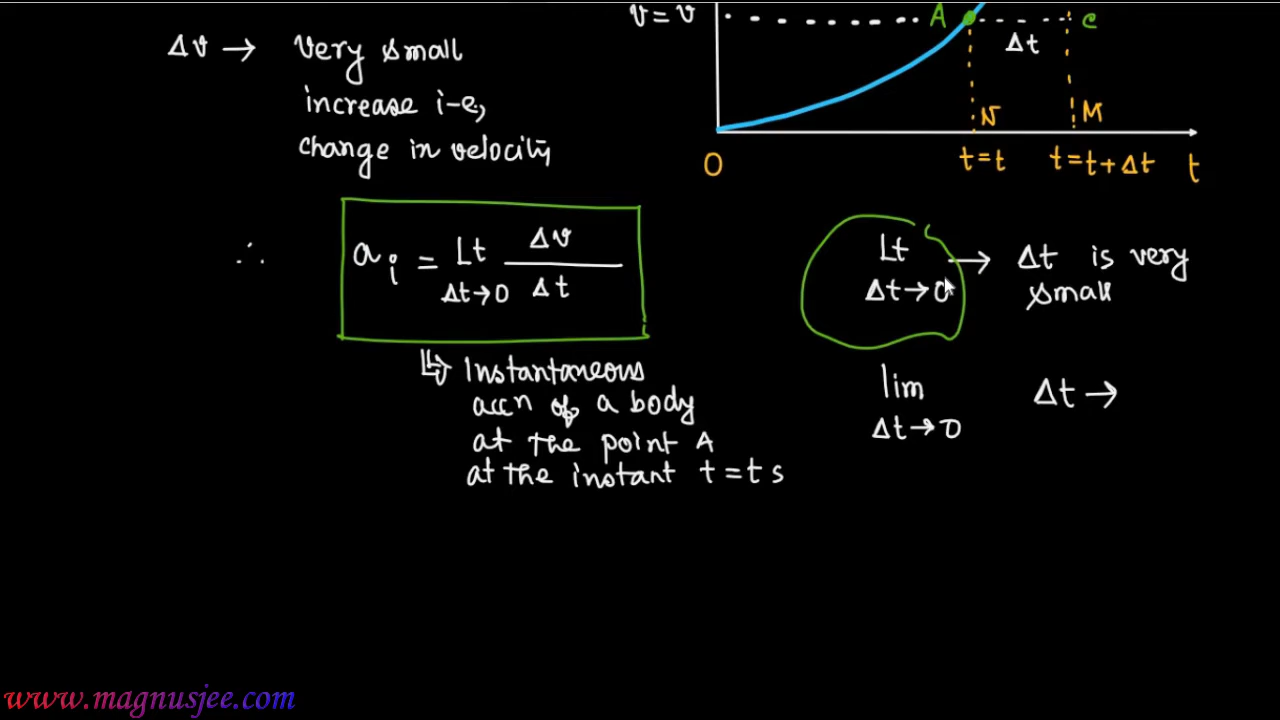 v = v A c
Δv → Very small
Δt
increase i-e,
N M
change in velocity
0 t=t t=t+Δt t
∴ ai = Lt Δv
Δt→0 Δt
Lt → Δt is very
Δt→0 small
↳ Instantaneous
accn of a body
at the point A
at the instant t = t s
lim Δt →
Δt→0
www.magnusjee.com